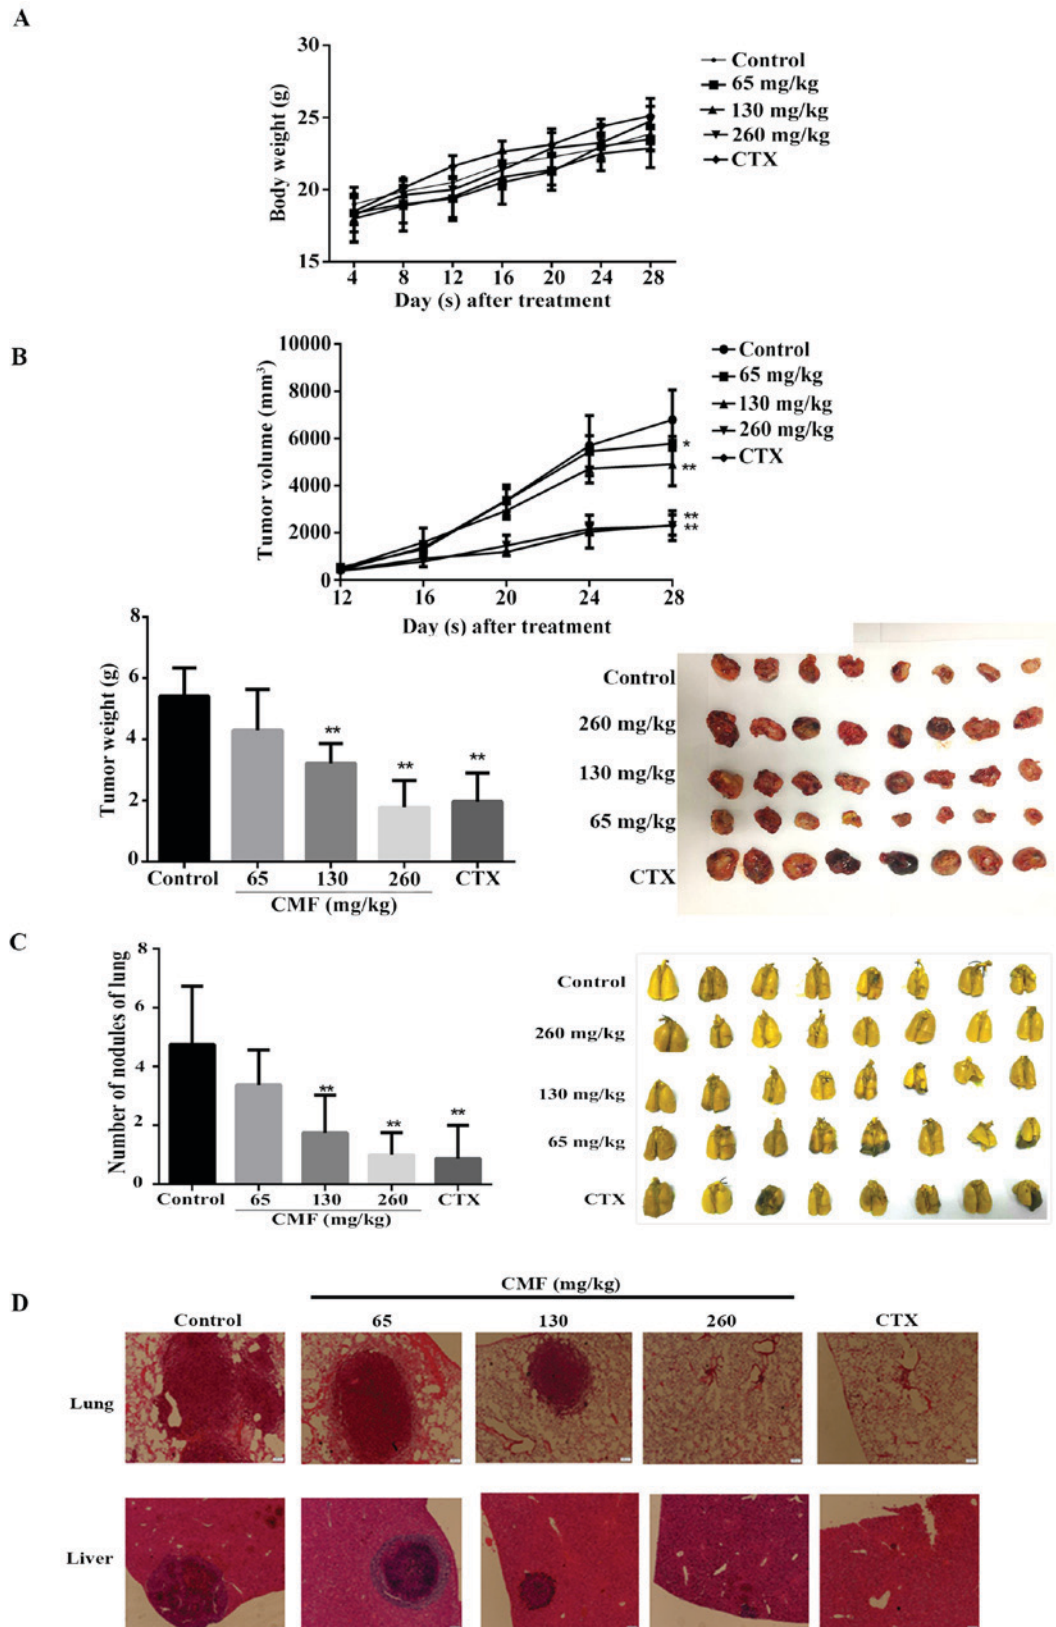 A
Body weight (g)
30
25
20
15
4 8 12 16 20 24 28
Day (s) after treatment
Control
65 mg/kg
130 mg/kg
260 mg/kg
CTX
B
Tumor volume (mm³)
10000
8000
6000
4000
2000
0
12 16 20 24 28
Day (s) after treatment
Control
65 mg/kg
130 mg/kg
260 mg/kg
CTX
*
**
**
**
Tumor weight (g)
8
6
4
2
0
** ** **
Control 65 130 260 CTX
CMF (mg/kg)
Control
260 mg/kg
130 mg/kg
65 mg/kg
CTX
C
Number of nodules of lung
8
6
4
2
0
** ** **
Control 65 130 260 CTX
CMF (mg/kg)
Control
260 mg/kg
130 mg/kg
65 mg/kg
CTX
D
CMF (mg/kg)
Control 65 130 260 CTX
Lung
Liver